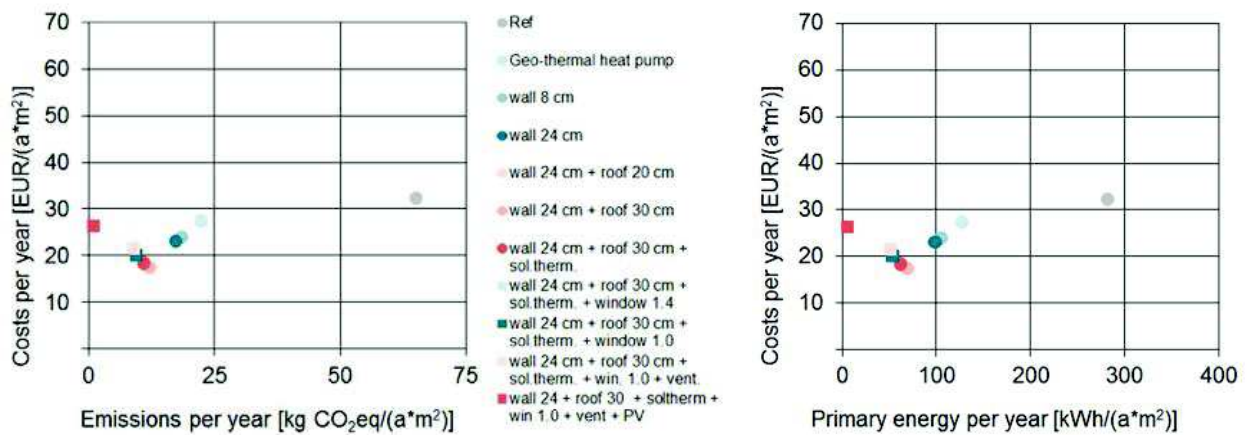 Costs per year [EUR/(a*m²)]
70
60
50
40
30
20
10
0
25
50
75
Emissions per year [kg CO₂eq/(a*m²)]
Ref
Geo-thermal heat pump
wall 8 cm
wall 24 cm
wall 24 cm + roof 20 cm
wall 24 cm + roof 30 cm
wall 24 cm + roof 30 cm +
sol.therm.
wall 24 cm + roof 30 cm +
sol.therm. + window 1.4
wall 24 cm + roof 30 cm +
sol.therm. + window 1.0
wall 24 cm + roof 30 cm +
sol.therm. + win. 1.0 + vent.
wall 24 + roof 30 + soltherm +
win 1.0 + vent + PV
Costs per year [EUR/(a*m²)]
70
60
50
40
30
20
10
0
100
200
300
400
Primary energy per year [kWh/(a*m²)]